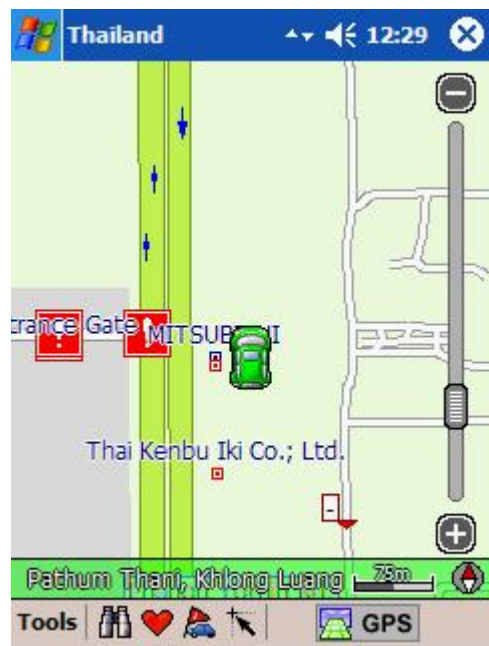 Thailand 12:29
trance Gate
MITSUBISHI
Thai Kenbu Iki Co.; Ltd.
Pathum Thani, Khlong Luang 75m
Tools GPS